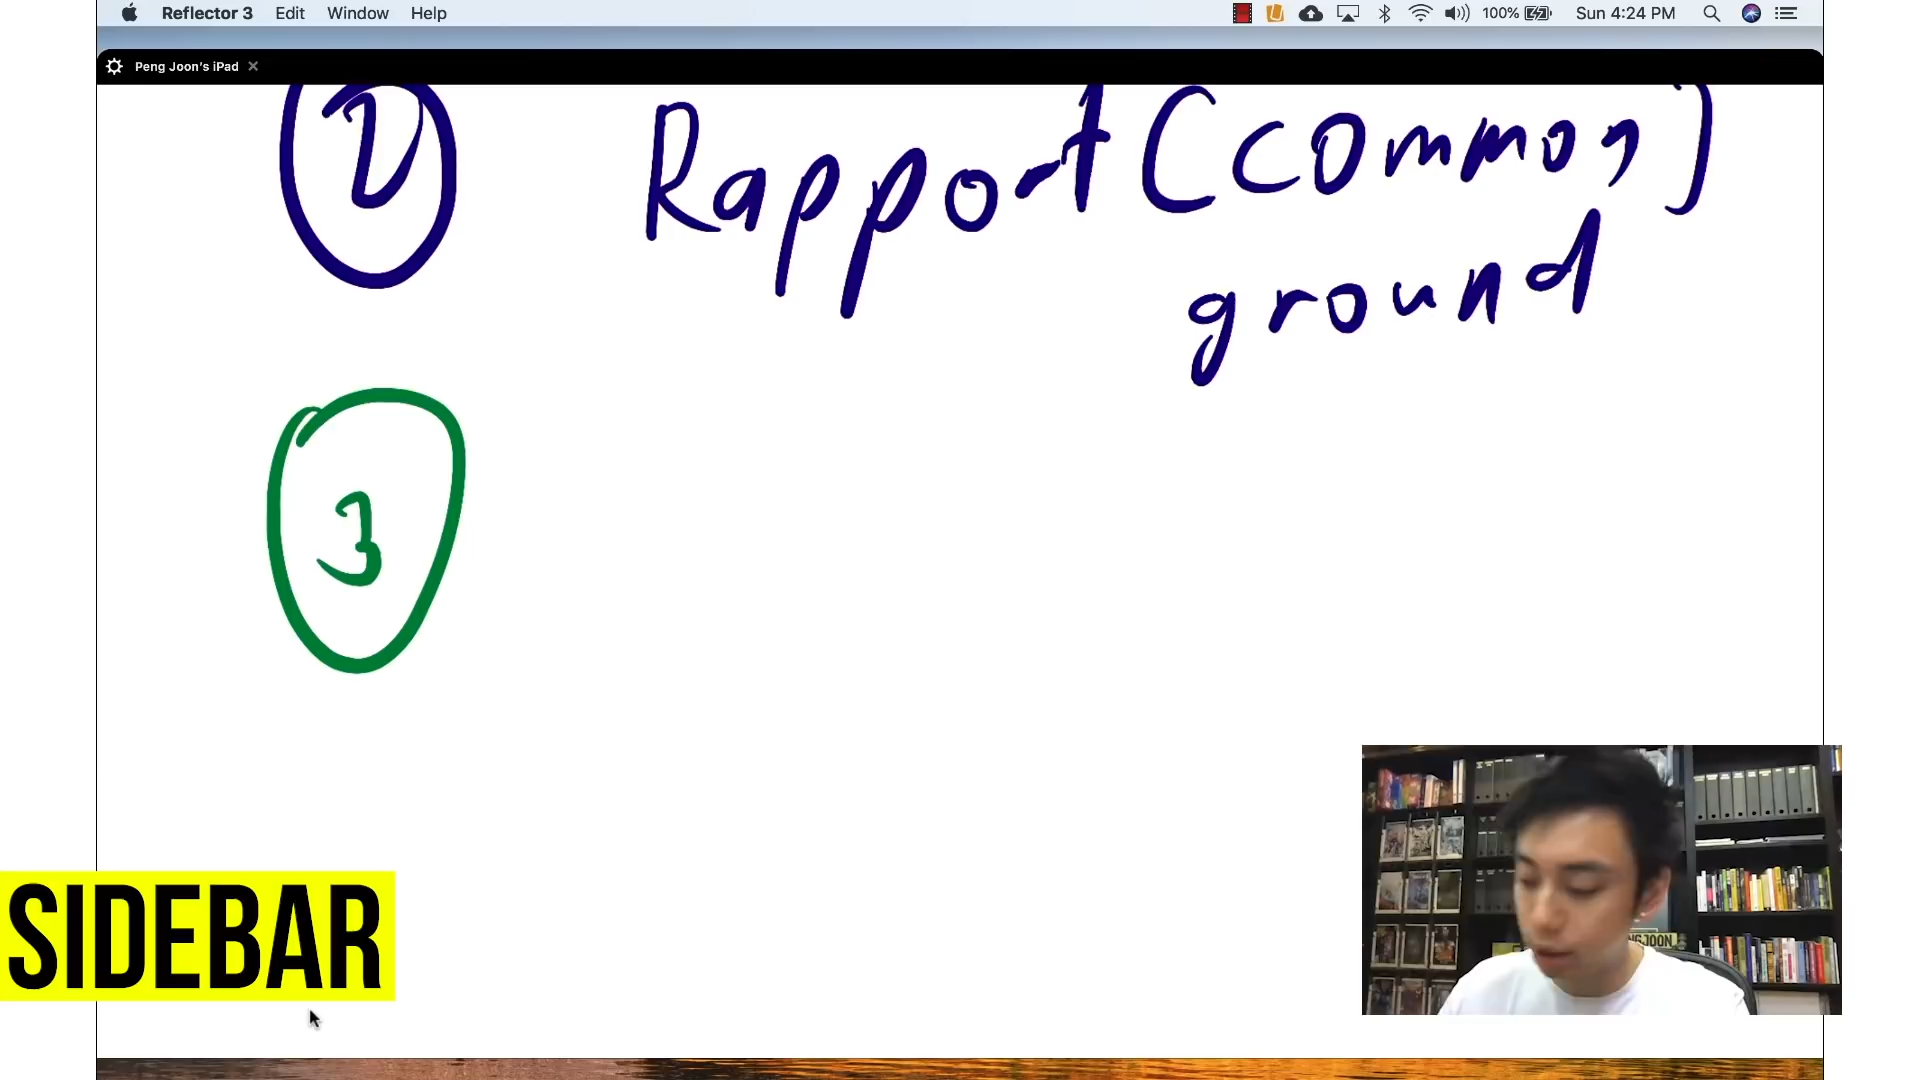 Reflector 3 Edit Window Help 100% Sun 4:24 PM
Peng Joon's iPad
2 Rapport (common)
ground
3
SIDEBAR
NGJOON